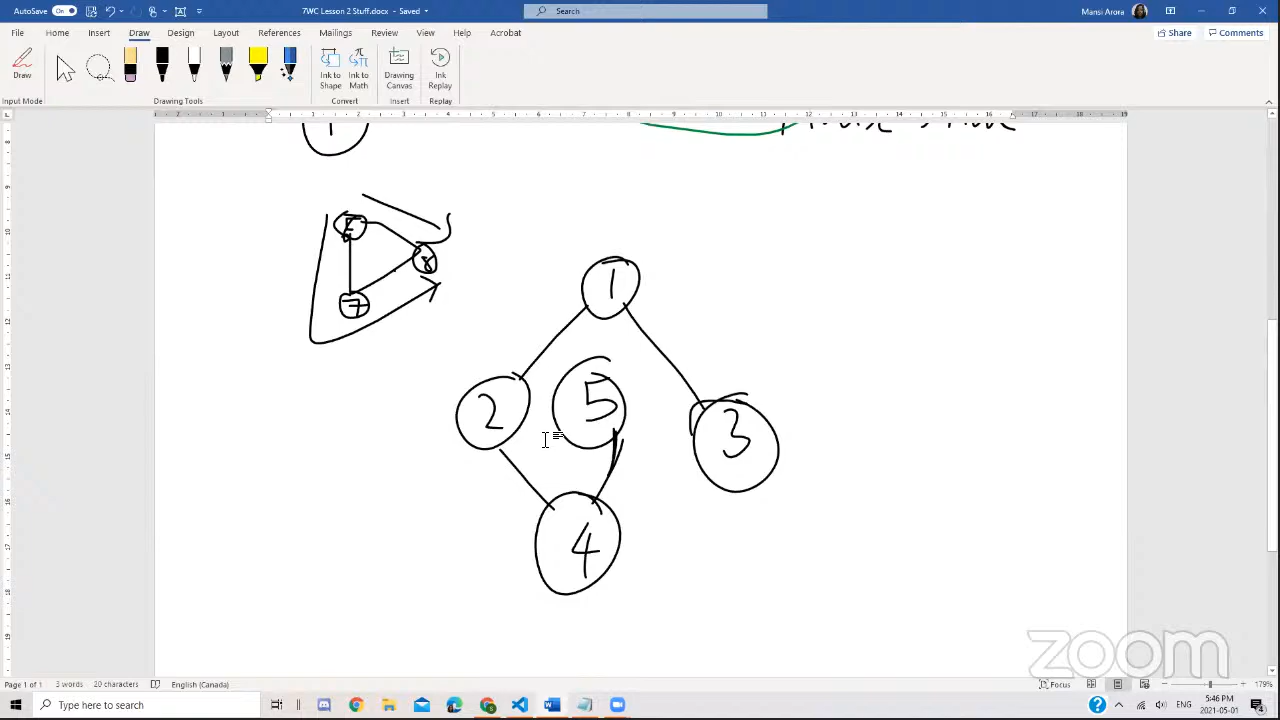 AutoSave On 7WC Lesson 2 Stuff.docx - Saved Search Mansi Arora
File Home Insert Draw Design Layout References Mailings Review View Help Acrobat Share Comments
Draw Ink to Shape Ink to Math Drawing Canvas Ink Replay
Input Mode Drawing Tools Convert Insert Replay
8
7
1
2 5 3
4
zoom
Page 1 of 1 3 words 20 characters English (Canada) Focus 179%
Type here to search ENG 5:46 PM
2021-05-01